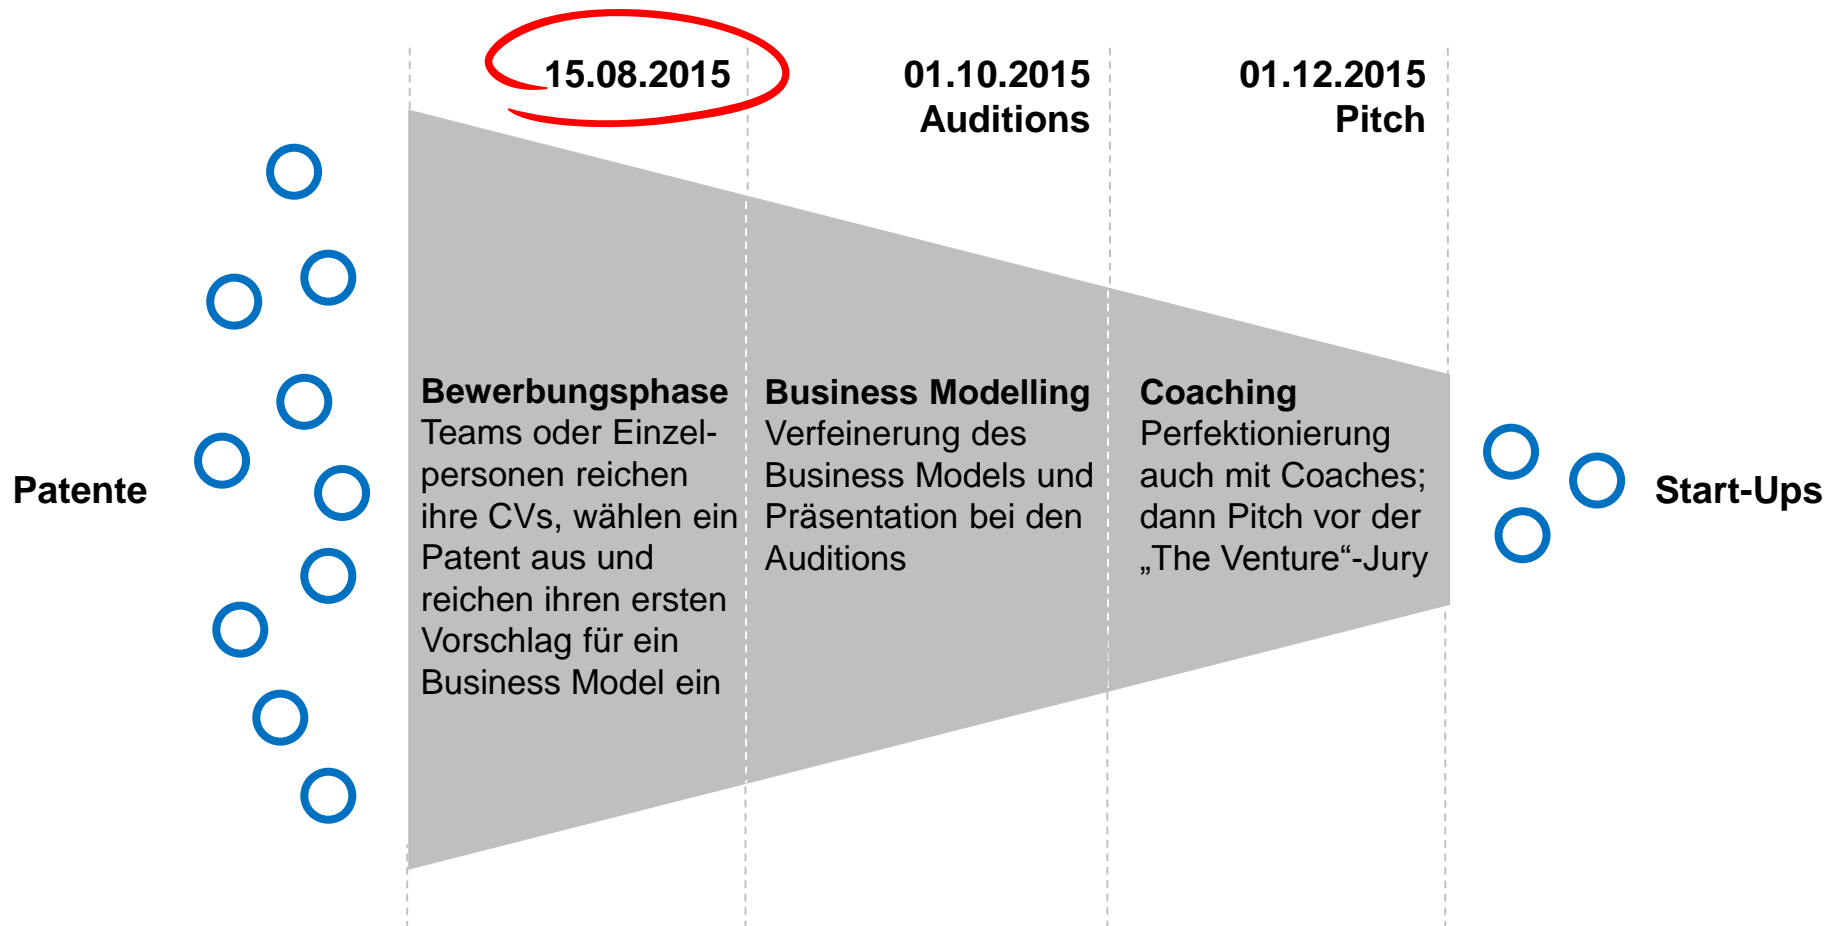 15.08.2015
01.10.2015
Auditions
01.12.2015
Pitch
Patente
Bewerbungsphase
Teams oder Einzel-
personen reichen
ihre CVs, wählen ein
Patent aus und
reichen ihren ersten
Vorschlag für ein
Business Model ein
Business Modelling
Verfeinerung des
Business Models und
Präsentation bei den
Auditions
Coaching
Perfektionierung
auch mit Coaches;
dann Pitch vor der
„The Venture“-Jury
Start-Ups